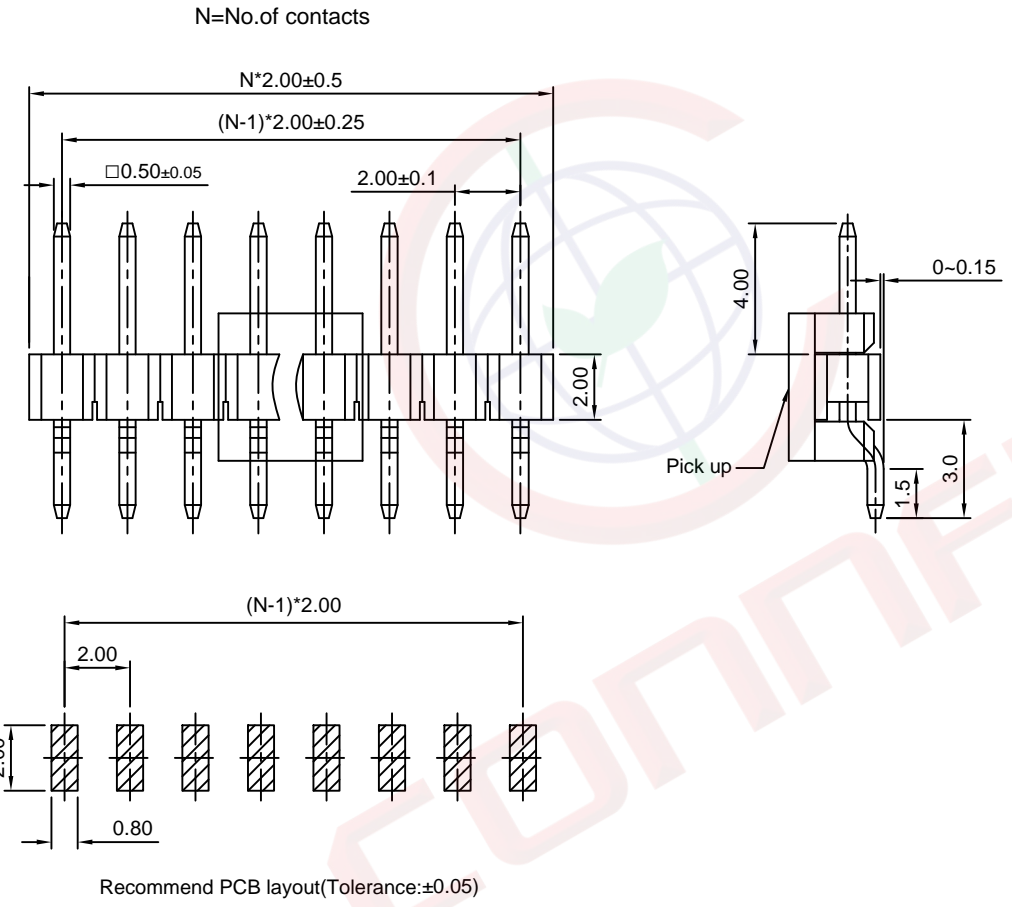 N=No.of contacts
N*2.00±0.5
(N-1)*2.00±0.25
□0.50±0.05
2.00±0.1
4.00
0~0.15
2.00
Pick up
1.5
3.0
(N-1)*2.00
2.00
0.80
Recommend PCB layout(Tolerance:±0.05)